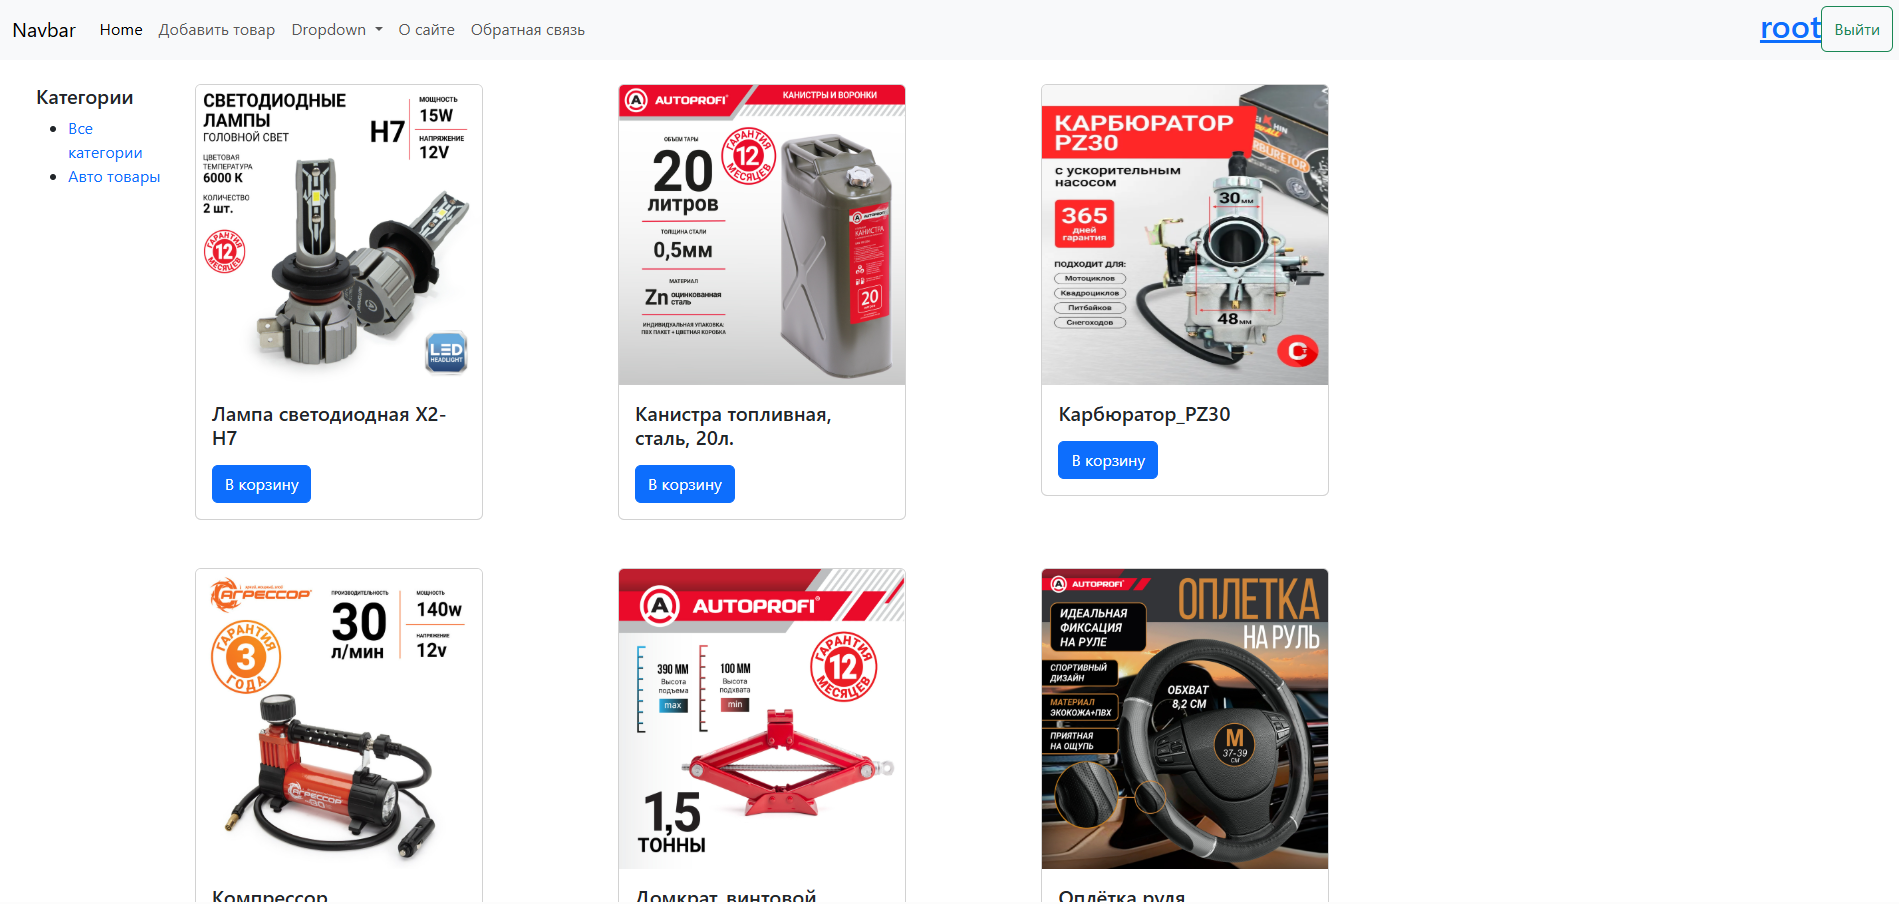 Navbar
Home
Добавить товар
Dropdown
О сайте
Обратная связь
root
Выйти
Категории
Все
категории
Авто товары
СВЕТОДИОДНЫЕ
ЛАМПЫ
ГОЛОВНОЙ СВЕТ
H7
МОЩНОСТЬ
15W
НАПРЯЖЕНИЕ
12V
ЦВЕТОВАЯ
ТЕМПЕРАТУРА
6000 K
КОЛИЧЕСТВО
2 шт.
ГАРАНТИЯ
12
МЕСЯЦЕВ
LED
HEADLIGHT
Лампа светодиодная X2-
H7
В корзину
A AUTOPROFI
КАНИСТРЫ И ВОРОНКИ
ОБЪЕМ ТАРЫ
20
ЛИТРОВ
ГАРАНТИЯ
12
МЕСЯЦЕВ
ТОЛЩИНА СТАЛИ
0,5мм
МАТЕРИАЛ
Zn оцинкованная
сталь
ИНДИВИДУАЛЬНАЯ УПАКОВКА:
ПВХ ПАКЕТ + ЦВЕТНАЯ КОРОБКА
AUTOPROFI
КАНИСТРА
20
Канистра топливная,
сталь, 20л.
В корзину
КАРБЮРАТОР
PZ30
с ускорительным
насосом
365
дней
гарантия
30мм
ПОДХОДИТ ДЛЯ:
Мотоциклов
Квадроциклов
Питбайков
Снегоходов
48мм
Карбюратор_PZ30
В корзину
АГРЕССОР
ПРОИЗВОДИТЕЛЬНОСТЬ
30
л/мин
МОЩНОСТЬ
140w
НАПРЯЖЕНИЕ
12v
ГАРАНТИЯ
3
ГОДА
АГРЕССОР
Компрессор
A AUTOPROFI
ГАРАНТИЯ
12
МЕСЯЦЕВ
390 ММ
Высота
подъема
max
100 ММ
Высота
подхвата
min
1,5
ТОННЫ
Домкрат винтовой
A AUTOPROFI
ОПЛЕТКА
НА РУЛЬ
ИДЕАЛЬНАЯ
ФИКСАЦИЯ
НА РУЛЕ
СПОРТИВНЫЙ
ДИЗАЙН
МАТЕРИАЛ
ЭКОКОЖА+ПВХ
ПРИЯТНАЯ
НА ОЩУПЬ
ОБХВАТ
8,2 СМ
M
37-39
СМ
Оплётка руля